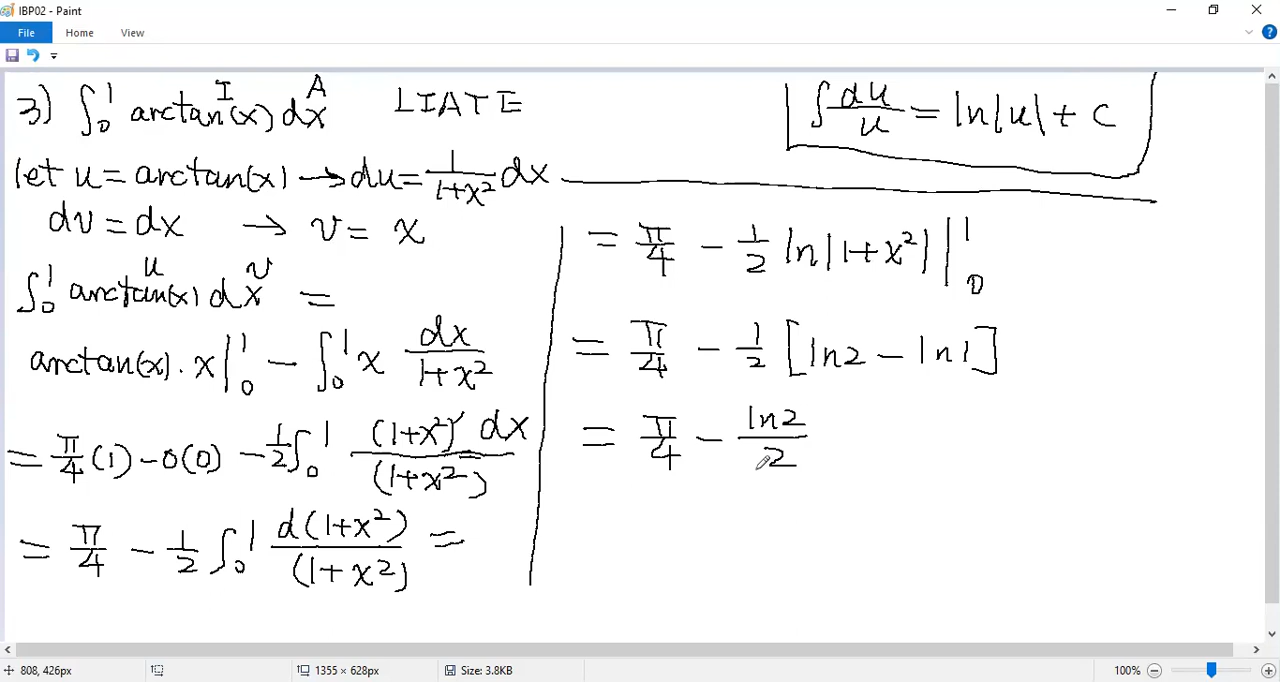 IBP02 - Paint
File Home View
3) ∫₀¹ arctan(x) dx LIATE
I A
∫ du/u = ln|u| + c
let u = arctan(x) → du = 1/(1+x²) dx
dv = dx → v = x
u v
∫₀¹ arctan(x) dx =
arctan(x) · x |₀¹ − ∫₀¹ x dx/(1+x²)
= π/4 (1) − 0(0) − 1/2 ∫₀¹ (1+x²)′ dx/(1+x²)
= π/4 − 1/2 ∫₀¹ d(1+x²)/(1+x²) =
= π/4 − 1/2 ln|1+x²| |₀¹
= π/4 − 1/2 [ln2 − ln1]
= π/4 − ln2/2
808, 426px 1355 × 628px Size: 3.8KB 100%